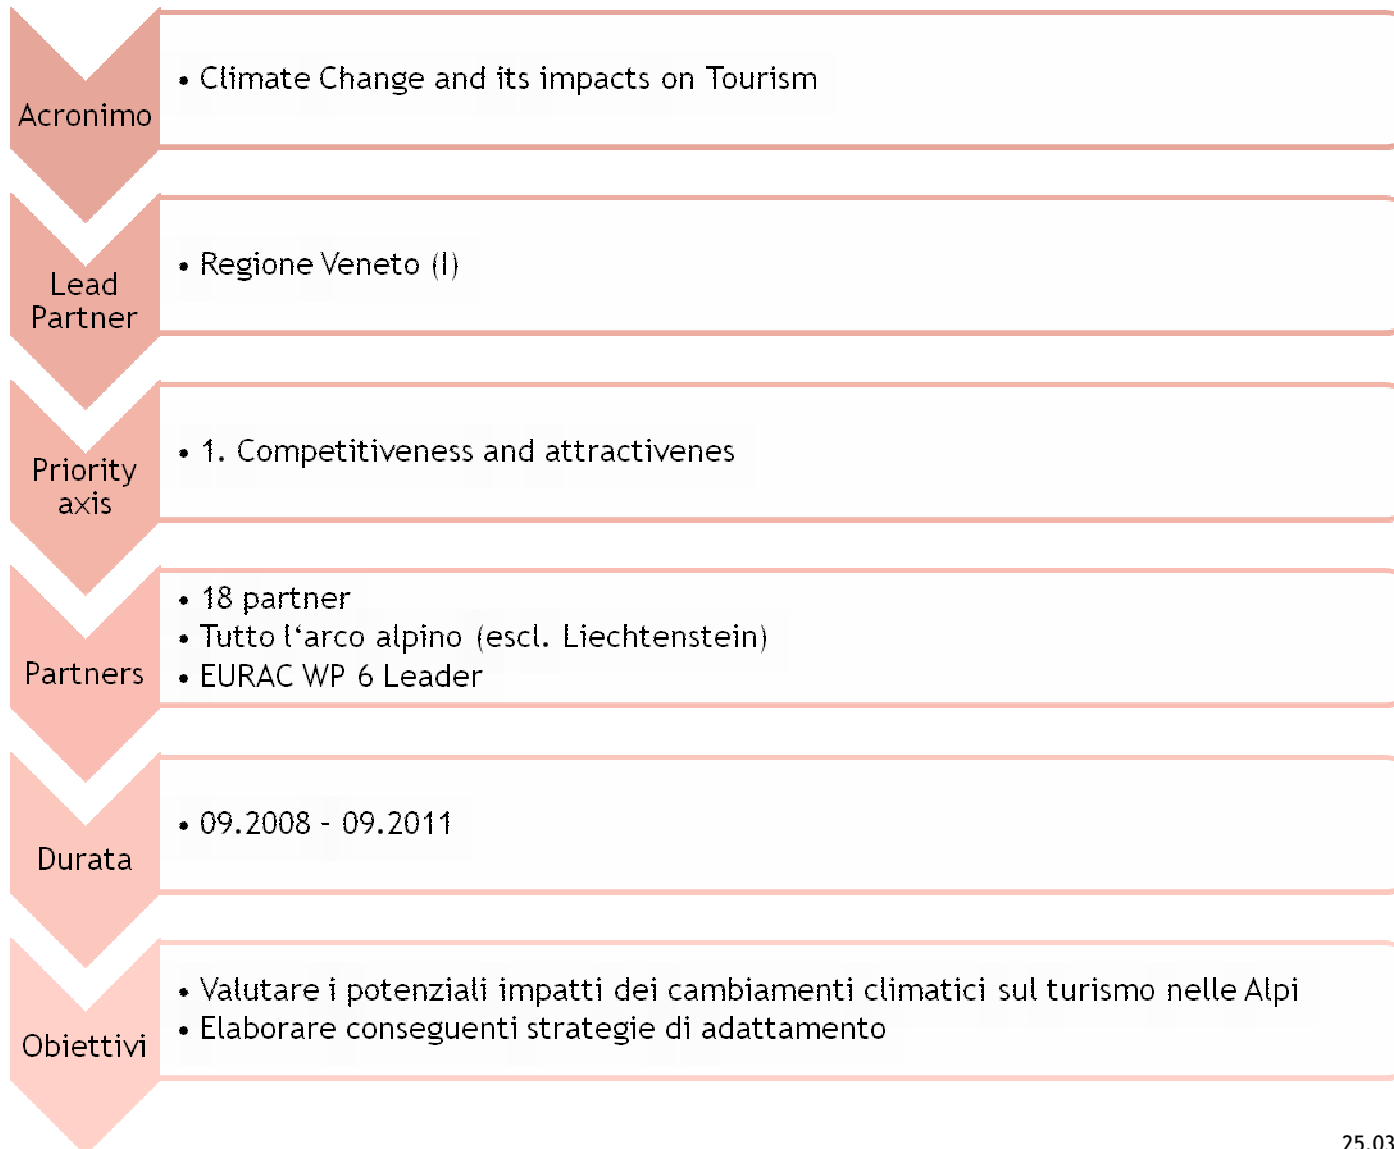 Acronimo
• Climate Change and its impacts on Tourism
Lead
Partner
• Regione Veneto (I)
Priority
axis
• 1. Competitiveness and attractivenes
Partners
• 18 partner
• Tutto l‘arco alpino (escl. Liechtenstein)
• EURAC WP 6 Leader
Durata
• 09.2008 – 09.2011
Obiettivi
• Valutare i potenziali impatti dei cambiamenti climatici sul turismo nelle Alpi
• Elaborare conseguenti strategie di adattamento
25.03